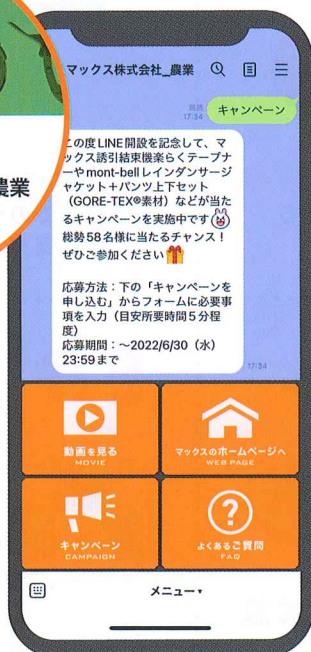 農業
マックス株式会社_農業
既読
17:34
キャンペーン
この度LINE開設を記念して、マ
ックス誘引結束機楽らくテープナ
ーやmont-bellレインダンサージ
ャケット+パンツ上下セット
(GORE-TEX®素材)などが当た
るキャンペーンを実施中です
総勢58名様に当たるチャンス!
ぜひご参加ください
応募方法:下の「キャンペーンを
申し込む」からフォームに必要事
項を入力(目安所要時間5分程
度)
応募期間:~2022/6/30(水)
23:59まで
17:34
動画を見る
MOVIE
マックスのホームページへ
WEB PAGE
キャンペーン
CAMPAIGN
?
よくあるご質問
FAQ
メニュー▾